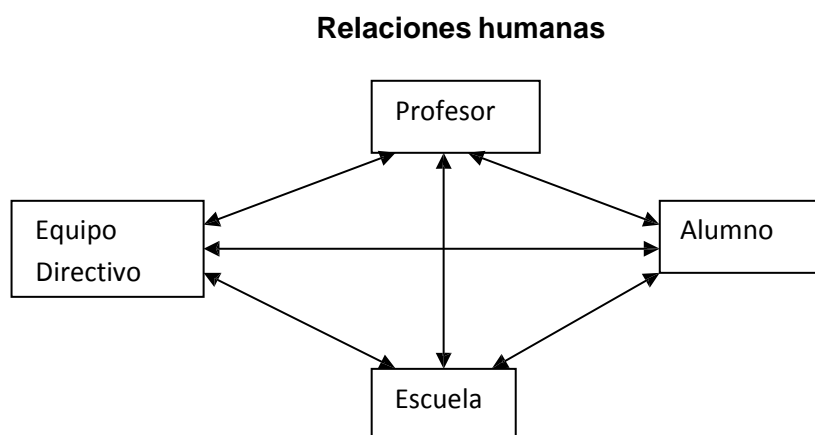 Relaciones humanas
Profesor
Equipo
Directivo
Alumno
Escuela